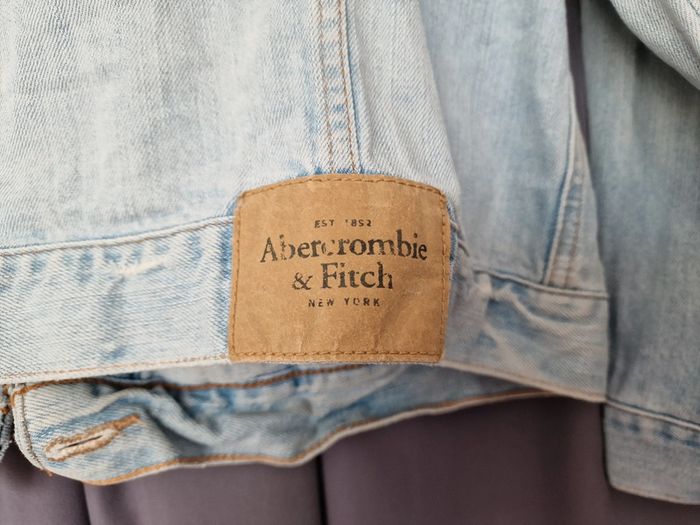 EST 1892
Abercrombie
& Fitch
NEW YORK